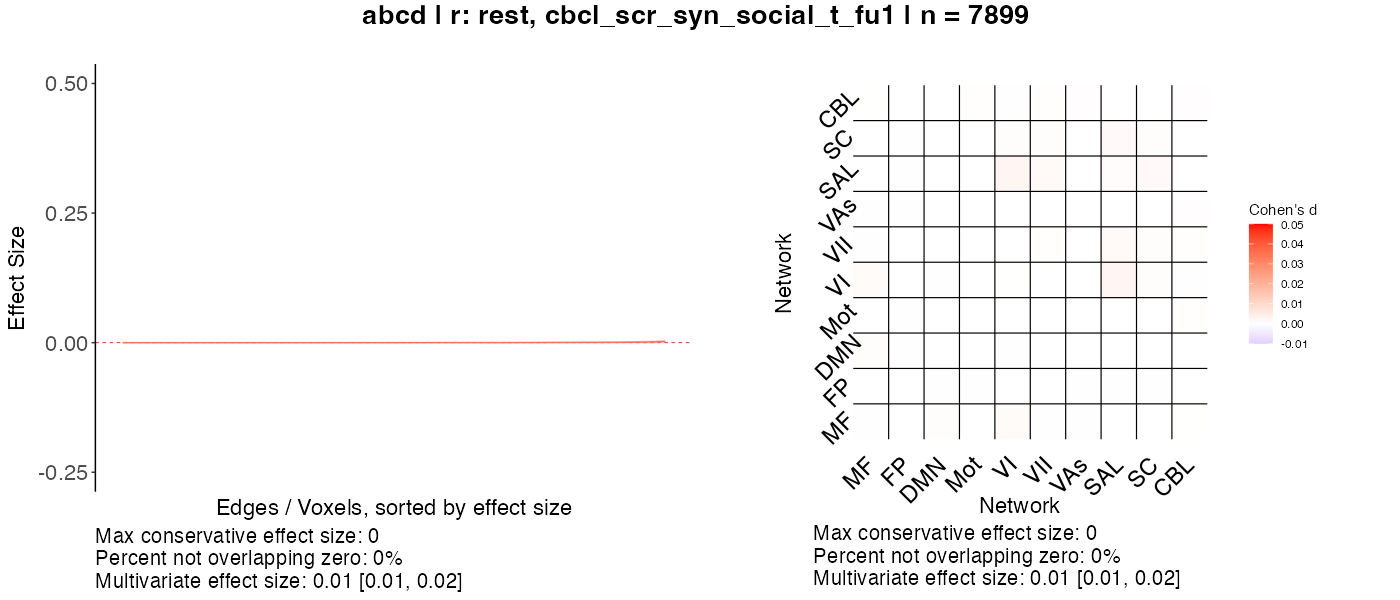 abcd | r: rest, cbcl_scr_syn_social_t_fu1 | n = 7899
0.50
0.25
0.00
-0.25
Effect Size
Edges / Voxels, sorted by effect size
Max conservative effect size: 0
Percent not overlapping zero: 0%
Multivariate effect size: 0.01 [0.01, 0.02]
Network
CBL
SC
SAL
VAs
VII
VI
Mot
DMN
FP
MF
MF
FP
DMN
Mot
VI
VII
VAs
SAL
SC
CBL
Network
Max conservative effect size: 0
Percent not overlapping zero: 0%
Multivariate effect size: 0.01 [0.01, 0.02]
Cohen's d
0.05
0.04
0.03
0.02
0.01
0.00
-0.01